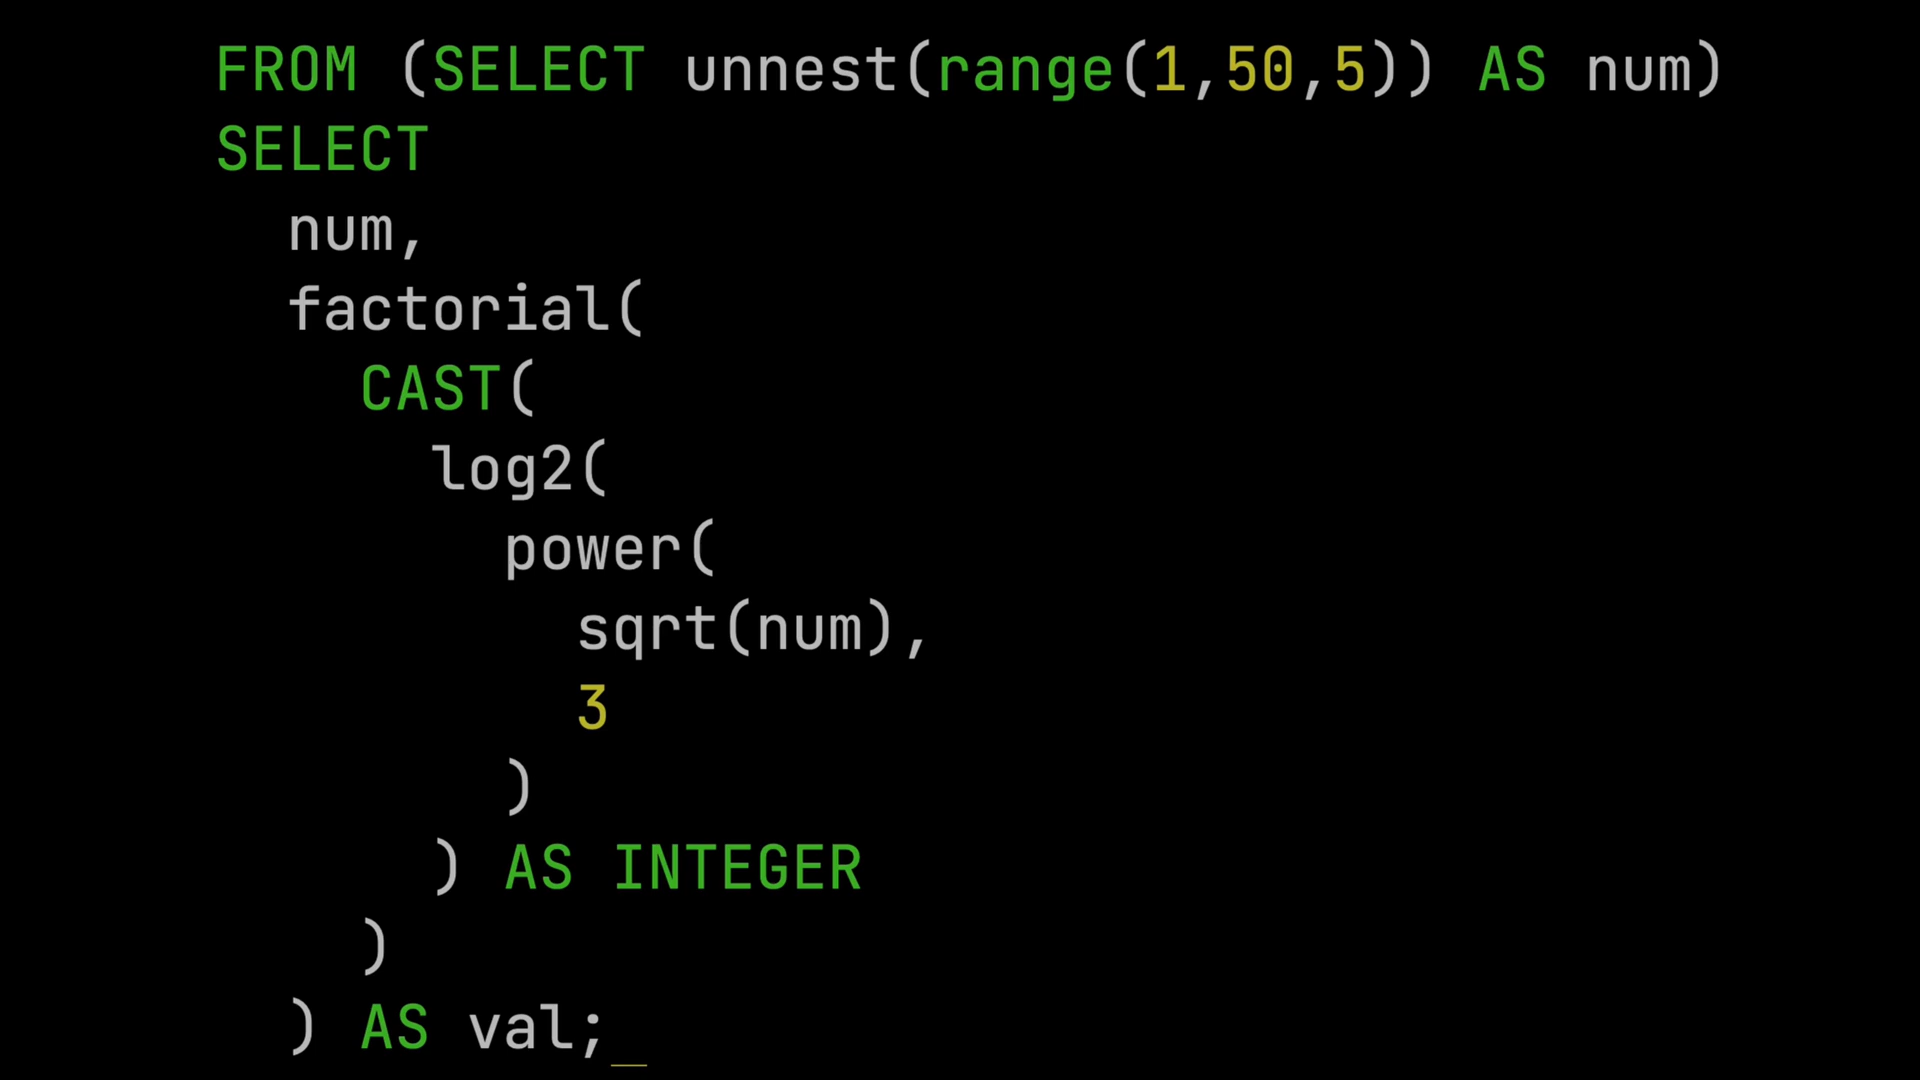 FROM (SELECT unnest(range(1,50,5)) AS num)
SELECT
  num,
  factorial(
    CAST(
      log2(
        power(
          sqrt(num),
          3
        )
      ) AS INTEGER
    )
  ) AS val;_